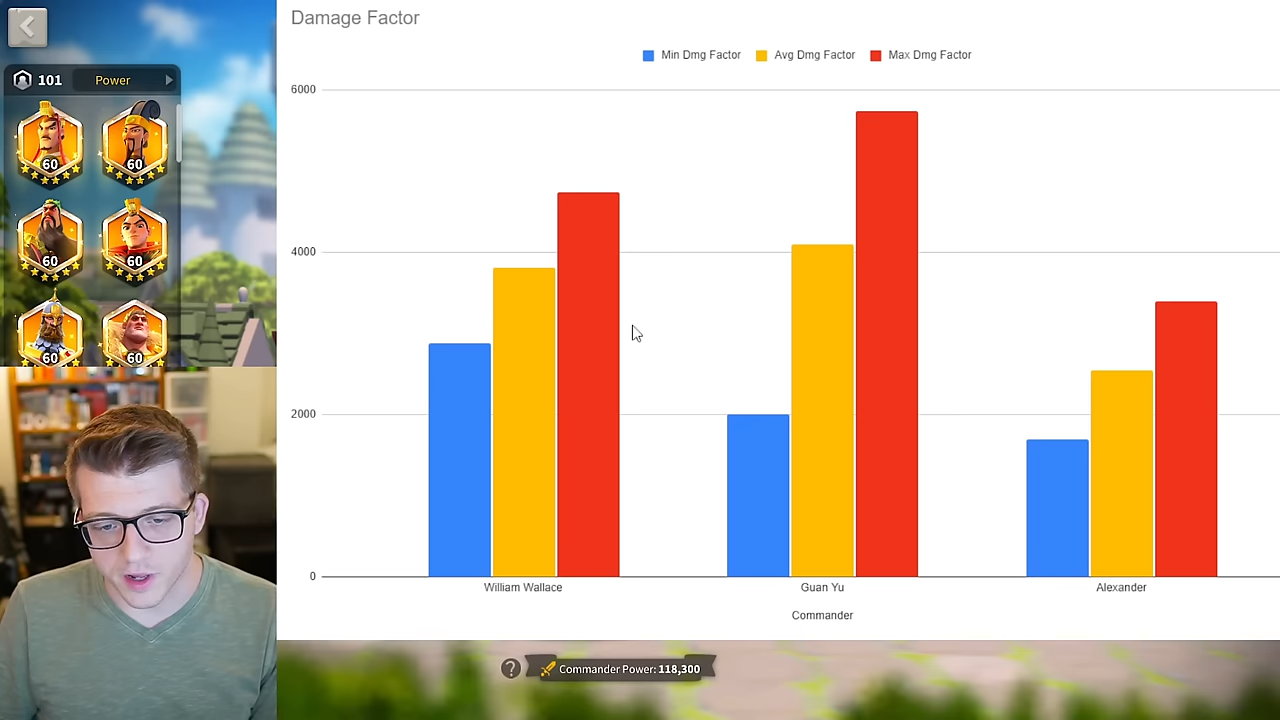 Damage Factor
Min Dmg Factor Avg Dmg Factor Max Dmg Factor
101 Power
6000
60 60
60 60
4000
60 60
2000
0
William Wallace Guan Yu Alexander
Commander
? Commander Power: 118,300